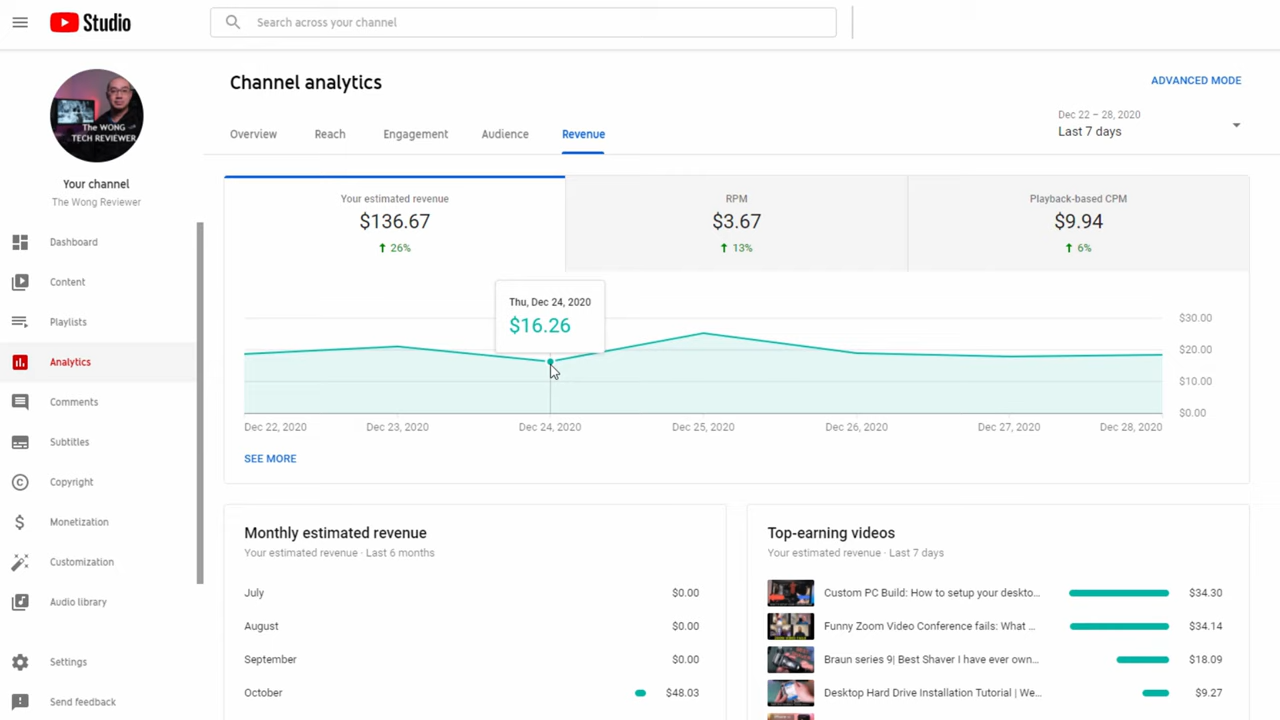 Studio
Search across your channel
The WONG
TECH REVIEWER
Your channel
The Wong Reviewer
Dashboard
Content
Playlists
Analytics
Comments
Subtitles
Copyright
Monetization
Customization
Audio library
Settings
Send feedback
Channel analytics
ADVANCED MODE
Overview Reach Engagement Audience Revenue
Dec 22 – 28, 2020
Last 7 days
Your estimated revenue
$136.67
26%
RPM
$3.67
13%
Playback-based CPM
$9.94
6%
Thu, Dec 24, 2020
$16.26
$30.00
$20.00
$10.00
$0.00
Dec 22, 2020 Dec 23, 2020 Dec 24, 2020 Dec 25, 2020 Dec 26, 2020 Dec 27, 2020 Dec 28, 2020
SEE MORE
Monthly estimated revenue
Your estimated revenue · Last 6 months
July $0.00
August $0.00
September $0.00
October $48.03
Top-earning videos
Your estimated revenue · Last 7 days
Custom PC Build: How to setup your deskto... $34.30
Funny Zoom Video Conference fails: What ... $34.14
Braun series 9| Best Shaver I have ever own... $18.09
Desktop Hard Drive Installation Tutorial | We... $9.27